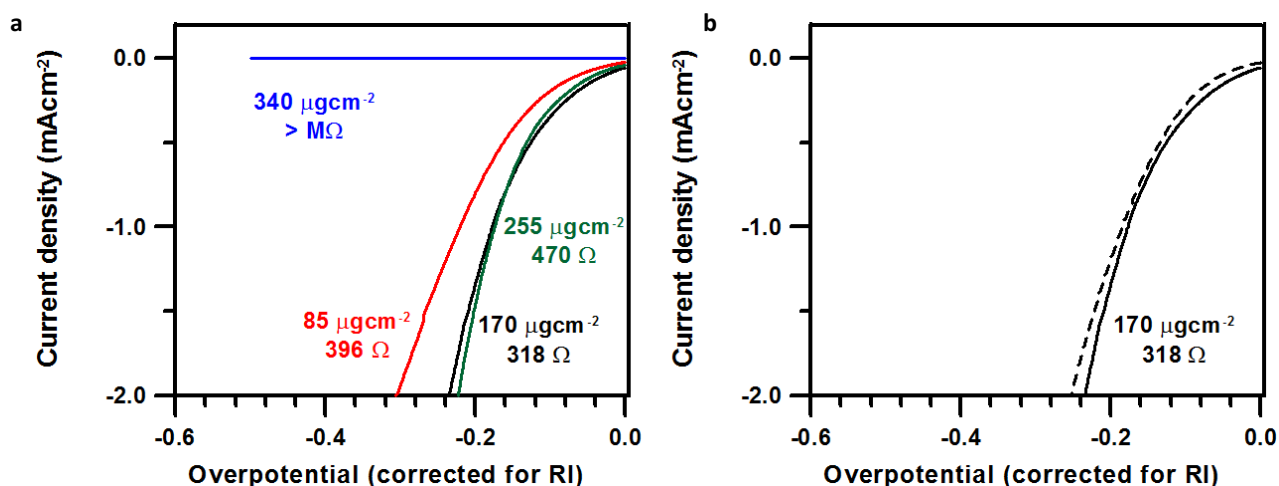 a
Current density (mAcm⁻²)
0.0
-1.0
-2.0
340 μgcm⁻²
> MΩ
255 μgcm⁻²
470 Ω
85 μgcm⁻²
396 Ω
170 μgcm⁻²
318 Ω
-0.6
-0.4
-0.2
0.0
Overpotential (corrected for RI)
b
Current density (mAcm⁻²)
0.0
-1.0
-2.0
170 μgcm⁻²
318 Ω
-0.6
-0.4
-0.2
0.0
Overpotential (corrected for RI)